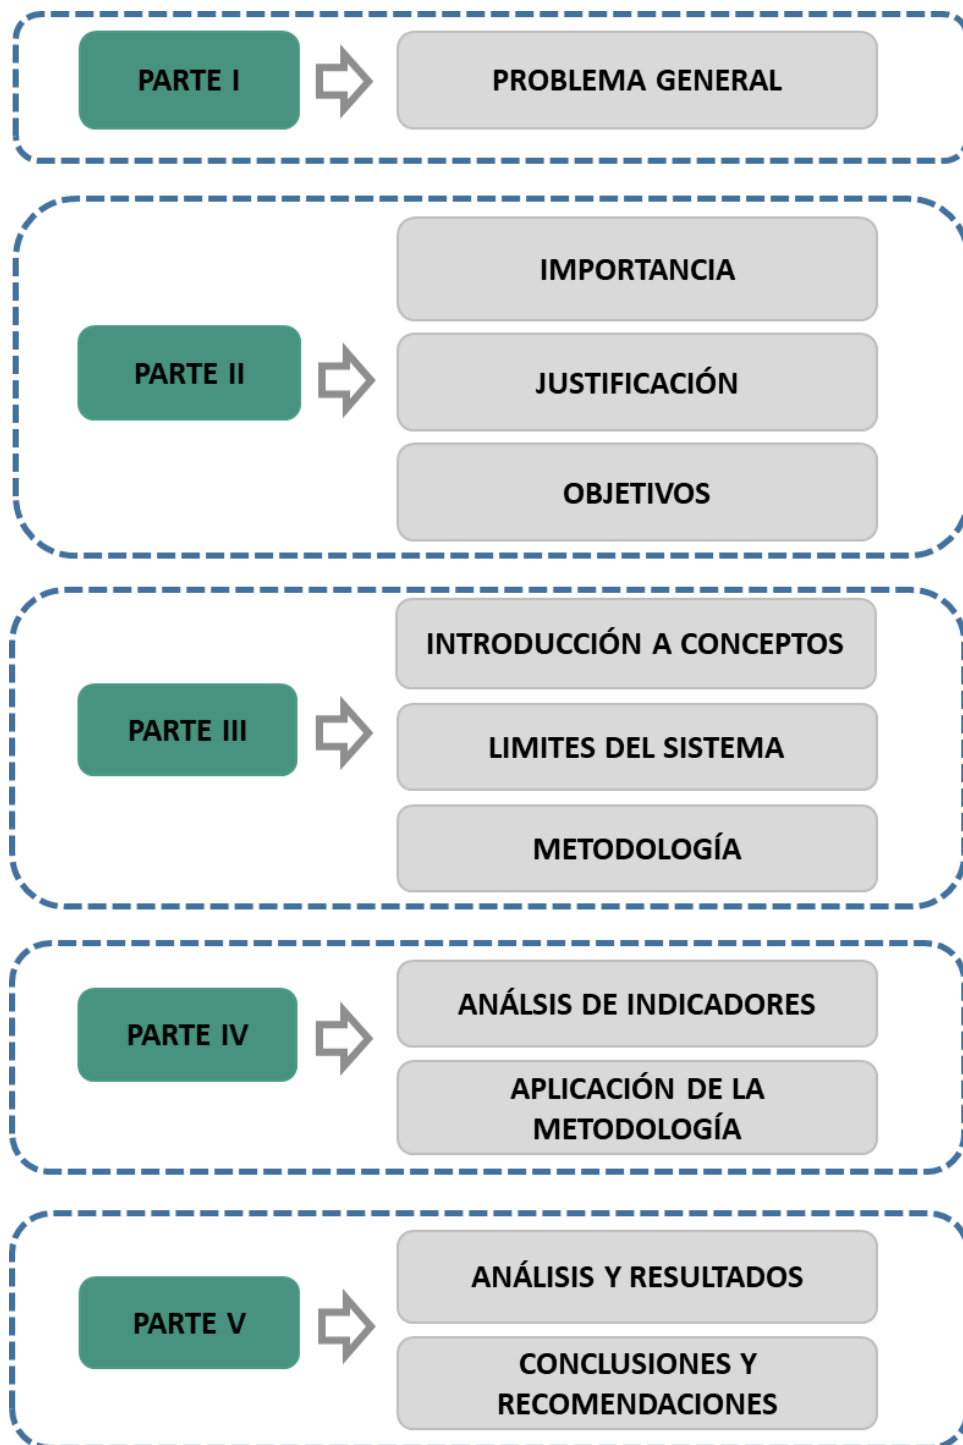 PARTE I
PROBLEMA GENERAL
PARTE II
IMPORTANCIA
JUSTIFICACIÓN
OBJETIVOS
PARTE III
INTRODUCCIÓN A CONCEPTOS
LIMITES DEL SISTEMA
METODOLOGÍA
PARTE IV
ANÁLSIS DE INDICADORES
APLICACIÓN DE LA
METODOLOGÍA
PARTE V
ANÁLISIS Y RESULTADOS
CONCLUSIONES Y
RECOMENDACIONES